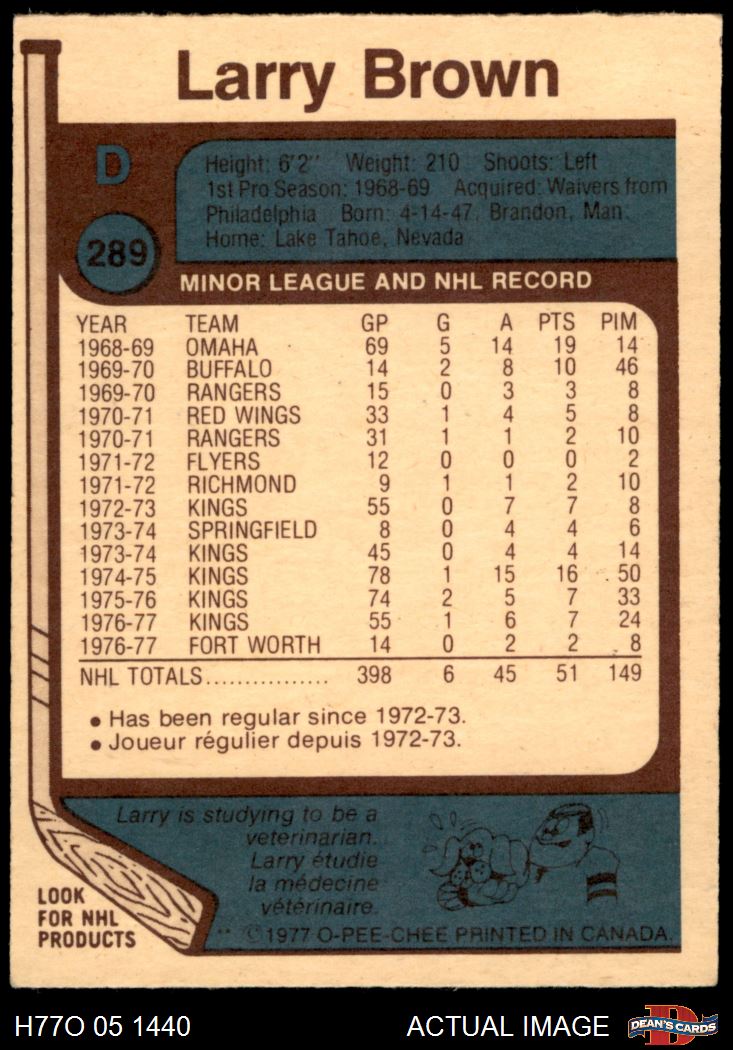 Larry Brown
D
289
Height: 6'2" Weight: 210 Shoots: Left
1st Pro Season: 1968-69 Acquired: Waivers from
Philadelphia Born: 4-14-47, Brandon, Man.
Home: Lake Tahoe, Nevada
MINOR LEAGUE AND NHL RECORD
YEAR TEAM GP G A PTS PIM
1968-69 OMAHA 69 5 14 19 14
1969-70 BUFFALO 14 2 8 10 46
1969-70 RANGERS 15 0 3 3 8
1970-71 RED WINGS 33 1 4 5 8
1970-71 RANGERS 31 1 1 2 10
1971-72 FLYERS 12 0 0 0 2
1971-72 RICHMOND 9 1 1 2 10
1972-73 KINGS 55 0 7 7 8
1973-74 SPRINGFIELD 8 0 4 4 6
1973-74 KINGS 45 0 4 4 14
1974-75 KINGS 78 1 15 16 50
1975-76 KINGS 74 2 5 7 33
1976-77 KINGS 55 1 6 7 24
1976-77 FORT WORTH 14 0 2 2 8
NHL TOTALS................ 398 6 45 51 149
• Has been regular since 1972-73.
• Joueur régulier depuis 1972-73.
Larry is studying to be a
veterinarian.
Larry étudie
la médecine
vétérinaire.
LOOK
FOR NHL
PRODUCTS
** © 1977 O-PEE-CHEE PRINTED IN CANADA.
H77O 05 1440
ACTUAL IMAGE
DEAN'S CARDS